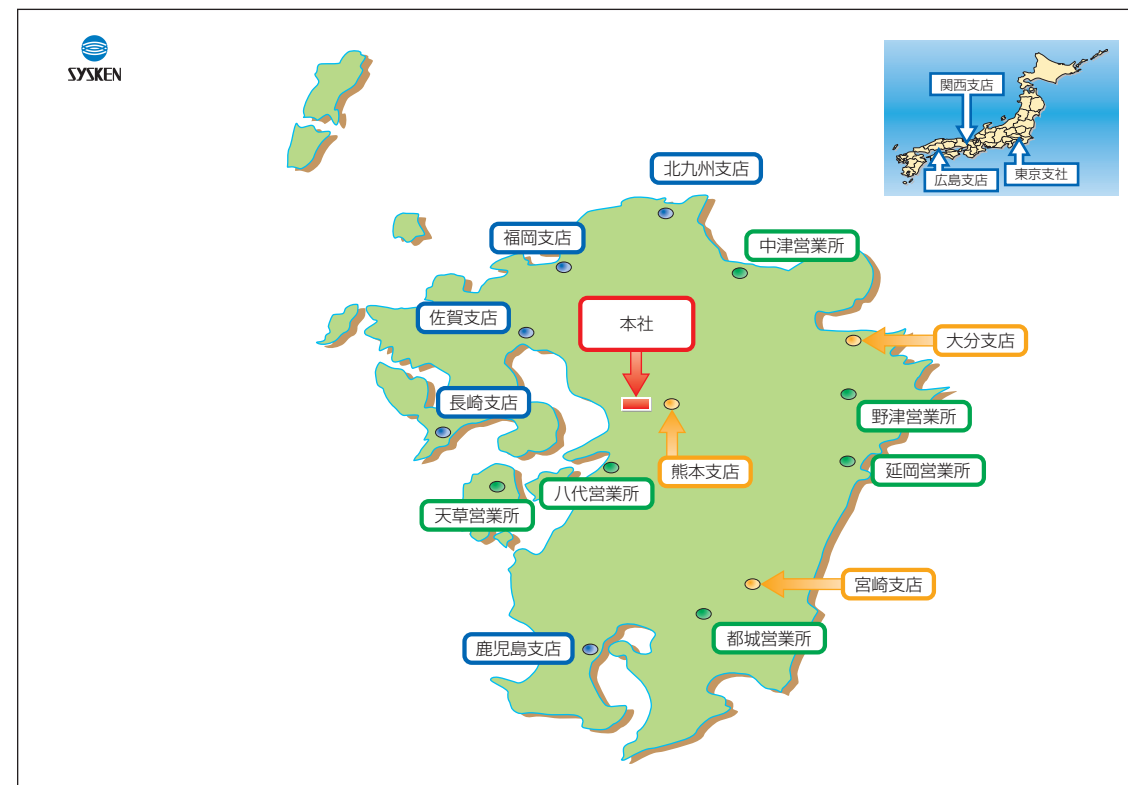 SYSKEN
関西支店
広島支店
東京支社
北九州支店
福岡支店
中津営業所
佐賀支店
本社
大分支店
長崎支店
野津営業所
熊本支店
延岡営業所
八代営業所
天草営業所
宮崎支店
都城営業所
鹿児島支店